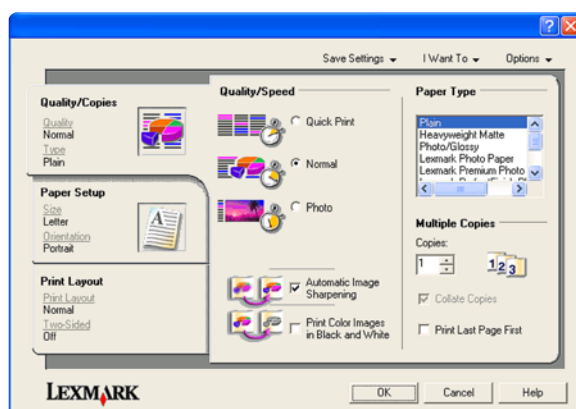 Save Settings
I Want To
Options
Quality/Copies
Quality
Normal
Type
Plain
Paper Setup
Size
Letter
Orientation
Portrait
Print Layout
Print Layout
Normal
Two-Sided
Off
Quality/Speed
Quick Print
Normal
Photo
Automatic Image
Sharpening
Print Color Images
in Black and White
Paper Type
Plain
Heavyweight Matte
Photo/Glossy
Lexmark Photo Paper
Lexmark Premium Photo
Multiple Copies
Copies:
1
1 2 3
Collate Copies
Print Last Page First
LEXMARK
OK
Cancel
Help